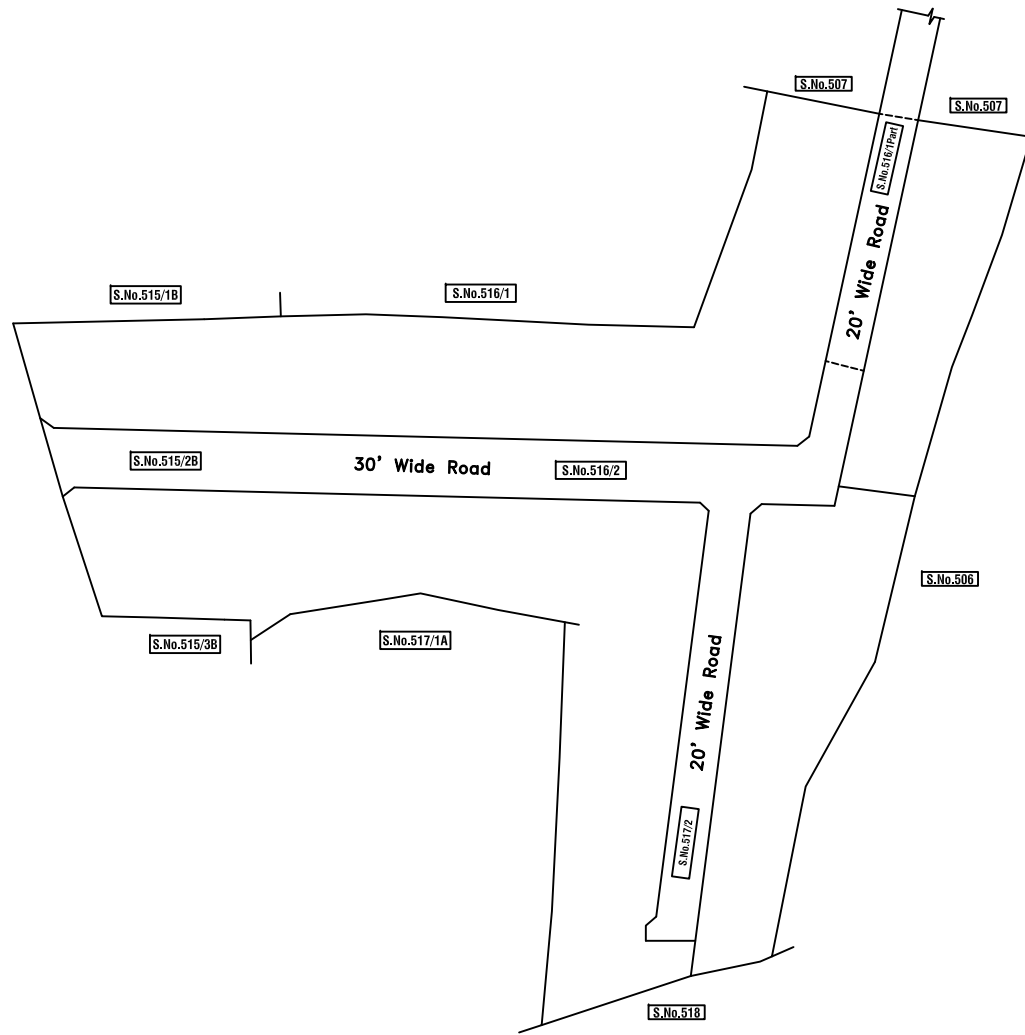 S.No.507
S.No.507
S.No.516/1Part
20' Wide Road
S.No.515/1B
S.No.516/1
S.No.515/2B
30' Wide Road
S.No.516/2
S.No.506
S.No.515/3B
S.No.517/1A
20' Wide Road
S.No.517/2
S.No.518